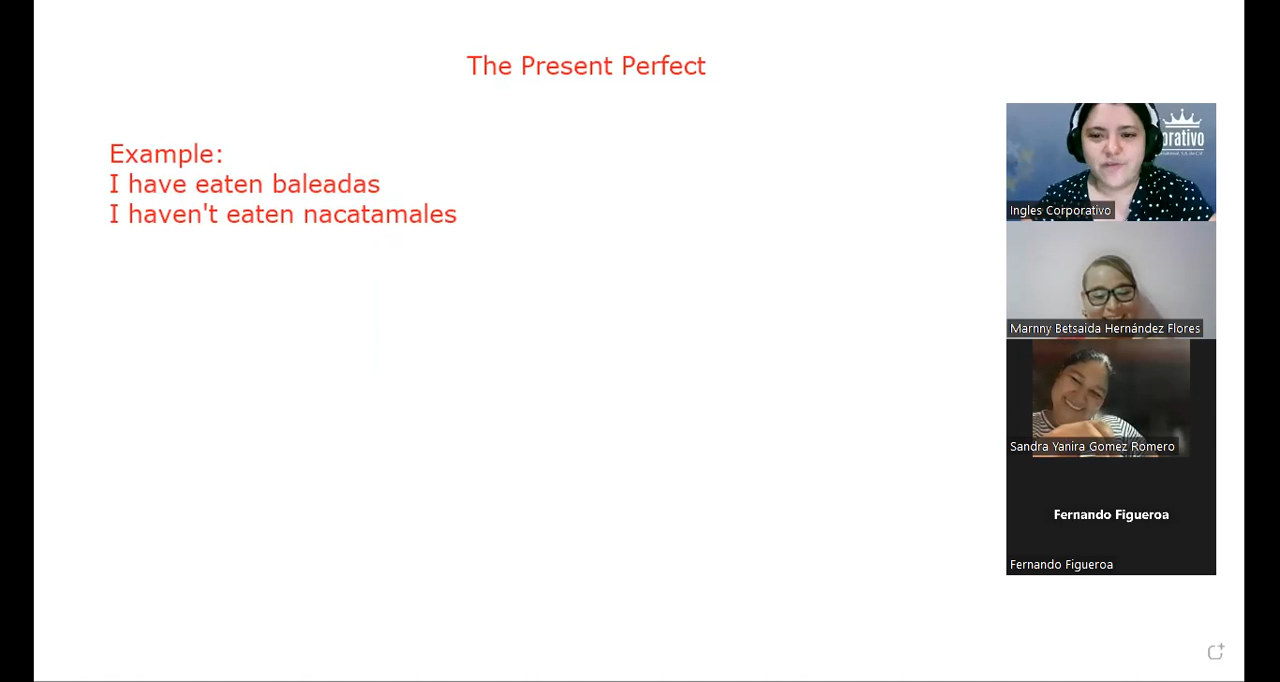 The Present Perfect
Example:
I have eaten baleadas
I haven't eaten nacatamales
orativo
Ingles Corporativo
Marnny Betsaida Hernández Flores
Sandra Yanira Gomez Romero
Fernando Figueroa
Fernando Figueroa